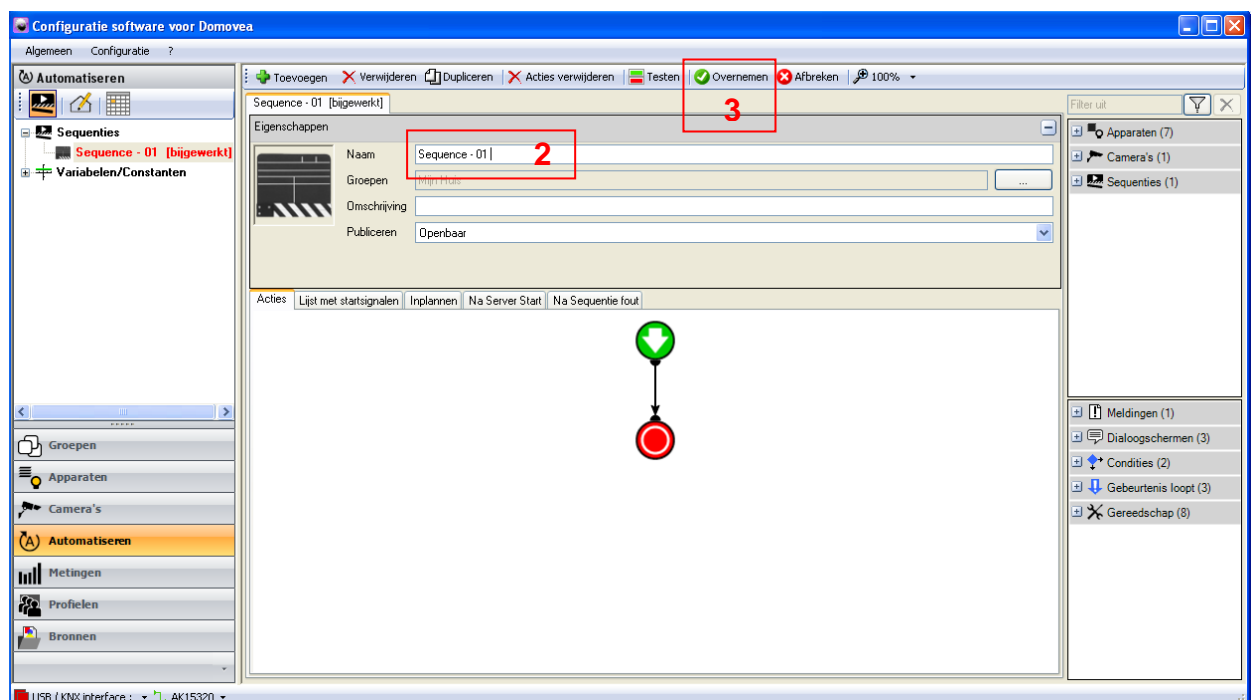 Configuratie software voor Domovea
Algemeen Configuratie ?
Automatiseren
Sequenties
Sequence - 01 [bijgewerkt]
Variabelen/Constanten
Groepen
Apparaten
Camera's
Automatiseren
Metingen
Profielen
Bronnen
Toevoegen Verwijderen Dupliceren Acties verwijderen Testen Overnemen Afbreken 100%
3
Sequence - 01 [bijgewerkt]
Eigenschappen
Naam Sequence - 01
2
Groepen Mijn Huis ...
Omschrijving
Publiceren Openbaar
Acties Lijst met startsignalen Inplannen Na Server Start Na Sequentie fout
Filter uit
Apparaten (7)
Camera's (1)
Sequenties (1)
Meldingen (1)
Dialoogschermen (3)
Condities (2)
Gebeurtenis loopt (3)
Gereedschap (8)
USB ( KNX interface : AK15320